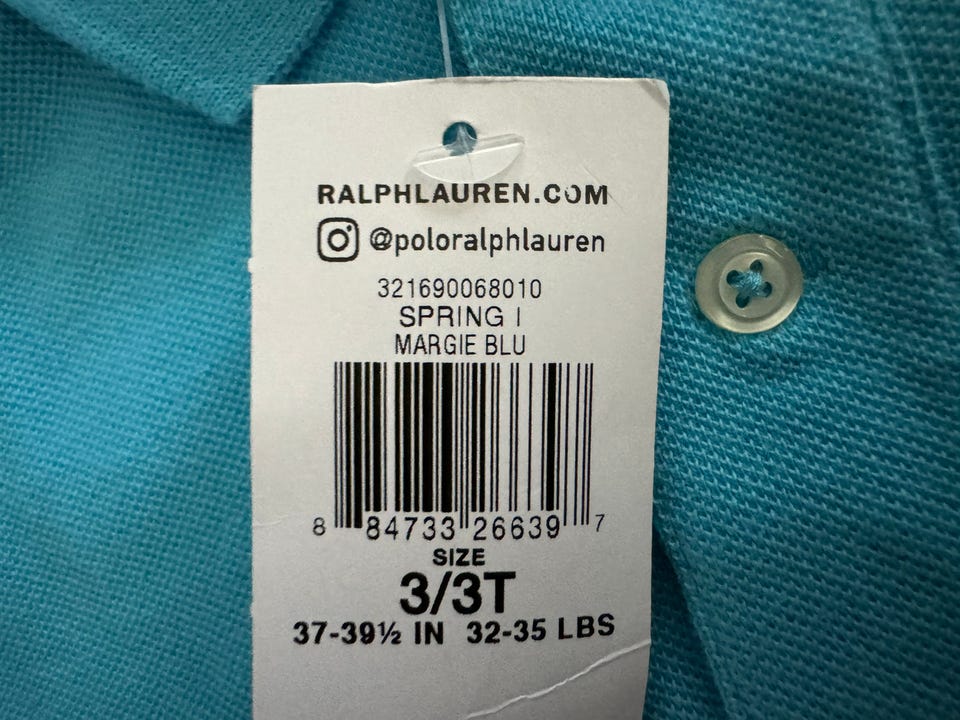 RALPHLAUREN.COM
@poloralphlauren
321690068010
SPRING I
MARGIE BLU
8 84733 26639 7
SIZE
3/3T
37-39½ IN 32-35 LBS